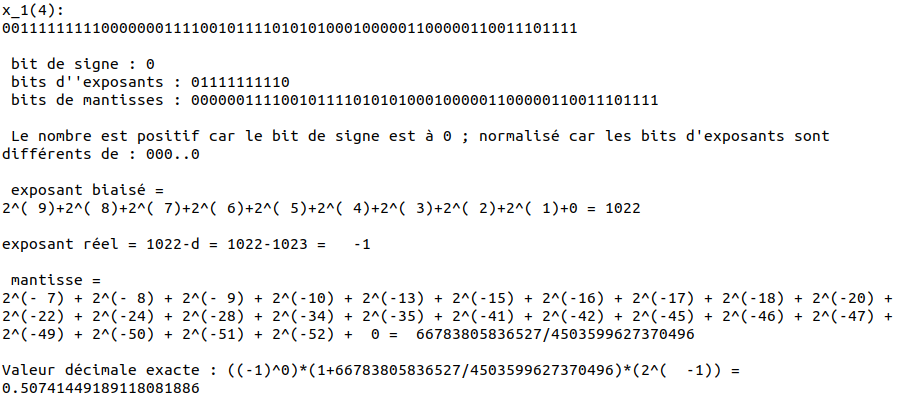 x_1(4):
0011111111100000001111001011110101010001000001100000110011101111
bit de signe : 0
bits d''exposants : 01111111110
bits de mantisses : 0000001111001011110101010001000001100000110011101111
Le nombre est positif car le bit de signe est à 0 ; normalisé car les bits d'exposants sont
différents de : 000..0
exposant biaisé =
2^( 9)+2^( 8)+2^( 7)+2^( 6)+2^( 5)+2^( 4)+2^( 3)+2^( 2)+2^( 1)+0 = 1022
exposant réel = 1022-d = 1022-1023 =   -1
mantisse =
2^(- 7) + 2^(- 8) + 2^(- 9) + 2^(-10) + 2^(-13) + 2^(-15) + 2^(-16) + 2^(-17) + 2^(-18) + 2^(-20) +
2^(-22) + 2^(-24) + 2^(-28) + 2^(-34) + 2^(-35) + 2^(-41) + 2^(-42) + 2^(-45) + 2^(-46) + 2^(-47) +
2^(-49) + 2^(-50) + 2^(-51) + 2^(-52) +  0 =  66783805836527/4503599627370496
Valeur décimale exacte : ((-1)^0)*(1+66783805836527/4503599627370496)*(2^(  -1)) =
0.50741449189118081886